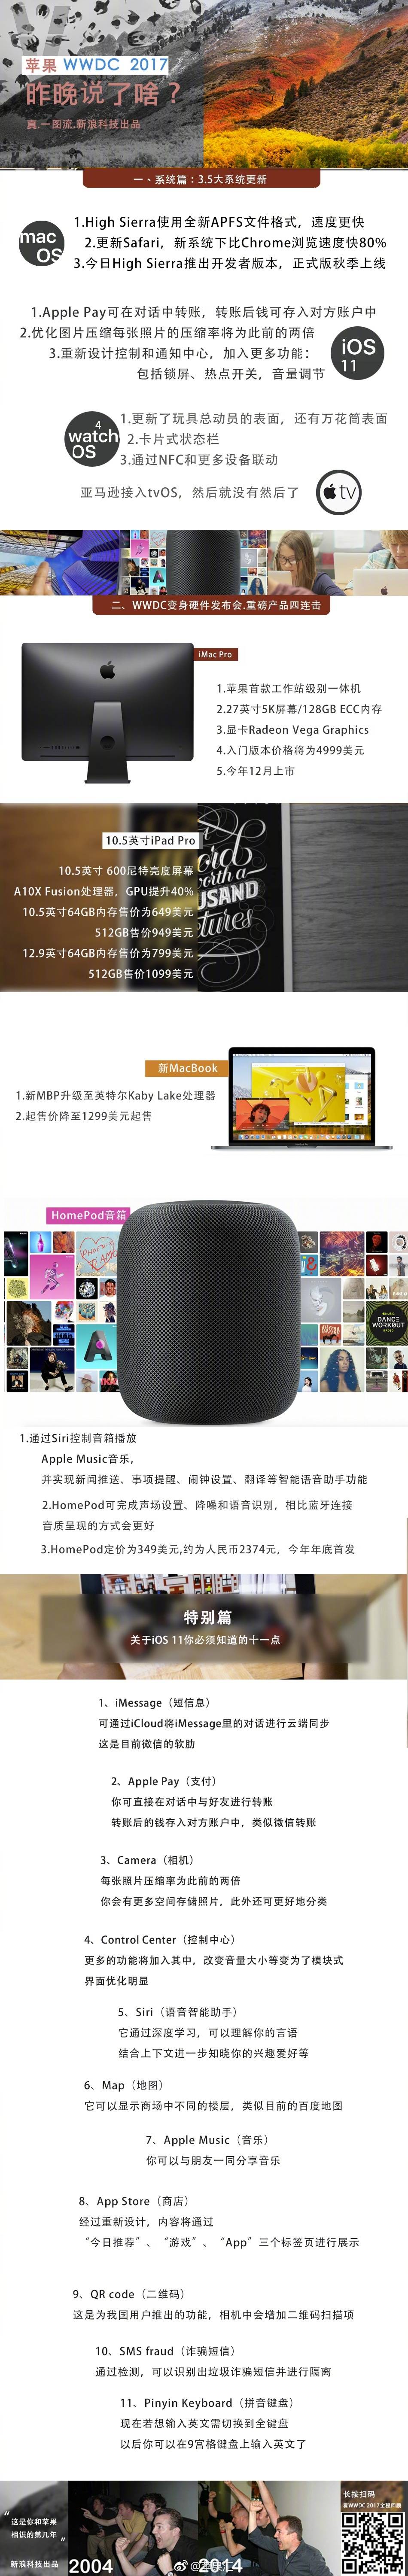 苹果 WWDC 2017
昨晚说了啥？
真.一图流.新浪科技出品
一、系统篇：3.5大系统更新
mac
OS
1.High Sierra使用全新APFS文件格式，速度更快
2.更新Safari，新系统下比Chrome浏览速度快80%
3.今日High Sierra推出开发者版本，正式版秋季上线
1.Apple Pay可在对话中转账，转账后钱可存入对方账户中
2.优化图片压缩每张照片的压缩率将为此前的两倍
3.重新设计控制和通知中心，加入更多功能：
包括锁屏、热点开关，音量调节
iOS
11
4
watch
OS
1.更新了玩具总动员的表面，还有万花筒表面
2.卡片式状态栏
3.通过NFC和更多设备联动
亚马逊接入tvOS，然后就没有然后了
tv
二、WWDC变身硬件发布会.重磅产品四连击
iMac Pro
1.苹果首款工作站级别一体机
2.27英寸5K屏幕/128GB ECC内存
3.显卡Radeon Vega Graphics
4.入门版本价格将为4999美元
5.今年12月上市
10.5英寸iPad Pro
10.5英寸 600尼特亮度屏幕
A10X Fusion处理器，GPU提升40%
10.5英寸64GB内存售价为649美元
512GB售价949美元
12.9英寸64GB内存售价为799美元
512GB售价1099美元
oid
orth a
USAND
tures
新MacBook
1.新MBP升级至英特尔Kaby Lake处理器
2.起售价降至1299美元起售
HomePod音箱
DANCE
WORKOUT
1.通过Siri控制音箱播放
Apple Music音乐，
并实现新闻推送、事项提醒、闹钟设置、翻译等智能语音助手功能
2.HomePod可完成声场设置、降噪和语音识别，相比蓝牙连接
音质呈现的方式会更好
3.HomePod定价为349美元,约为人民币2374元，今年年底首发
特别篇
关于iOS 11你必须知道的十一点
1、iMessage（短信息）
可通过iCloud将iMessage里的对话进行云端同步
这是目前微信的软肋
2、Apple Pay（支付）
你可直接在对话中与好友进行转账
转账后的钱存入对方账户中，类似微信转账
3、Camera（相机）
每张照片压缩率为此前的两倍
你会有更多空间存储照片，此外还可更好地分类
4、Control Center（控制中心）
更多的功能将加入其中，改变音量大小等变为了模块式
界面优化明显
5、Siri（语音智能助手）
它通过深度学习，可以理解你的言语
结合上下文进一步知晓你的兴趣爱好等
6、Map（地图）
它可以显示商场中不同的楼层，类似目前的百度地图
7、Apple Music（音乐）
你可以与朋友一同分享音乐
8、App Store（商店）
经过重新设计，内容将通过
“今日推荐”、“游戏”、“App”三个标签页进行展示
9、QR code（二维码）
这是为我国用户推出的功能，相机中会增加二维码扫描项
10、SMS fraud（诈骗短信）
通过检测，可以识别出垃圾诈骗短信并进行隔离
11、Pinyin Keyboard（拼音键盘）
现在若想输入英文需切换到全键盘
以后你可以在9宫格键盘上输入英文了
“这是你和苹果
相识的第几年”
新浪科技出品
2004
2014
长按扫码
看WWDC 2017全程回顾